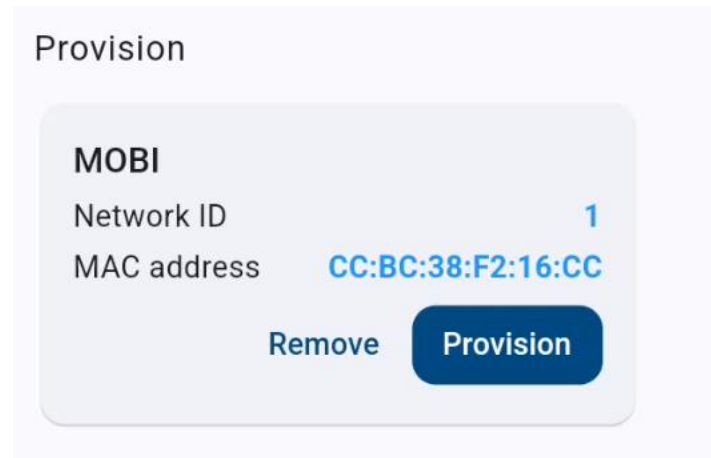 Provision
MOBI
Network ID 1
MAC address CC:BC:38:F2:16:CC
Remove Provision